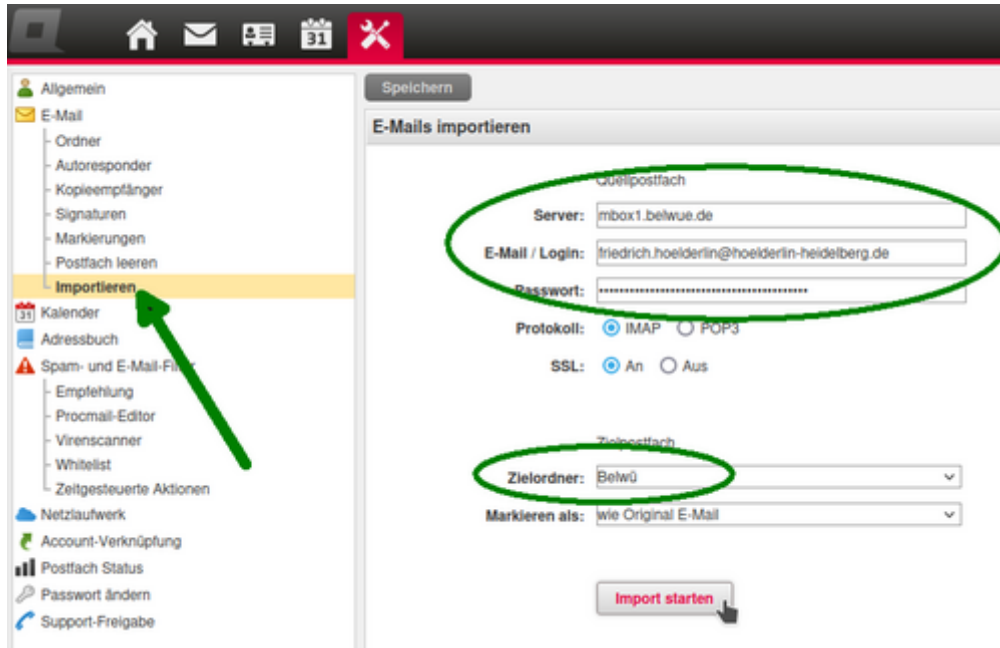 31
Allgemein
E-Mail
Ordner
Autoresponder
Kopieempfänger
Signaturen
Markierungen
Postfach leeren
Importieren
31 Kalender
Adressbuch
Spam- und E-Mail-Filter
Empfehlung
Procmail-Editor
Virenscanner
Whitelist
Zeitgesteuerte Aktionen
Netzlaufwerk
Account-Verknüpfung
Postfach Status
Passwort ändern
Support-Freigabe
Speichern
E-Mails importieren
Quellpostfach
Server: mbox1.belwue.de
E-Mail / Login: friedrich.hoelderlin@hoelderlin-heidelberg.de
Passwort:
Protokoll: IMAP POP3
SSL: An Aus
Zielpostfach
Zielordner: Belwü
Markieren als: wie Original E-Mail
Import starten